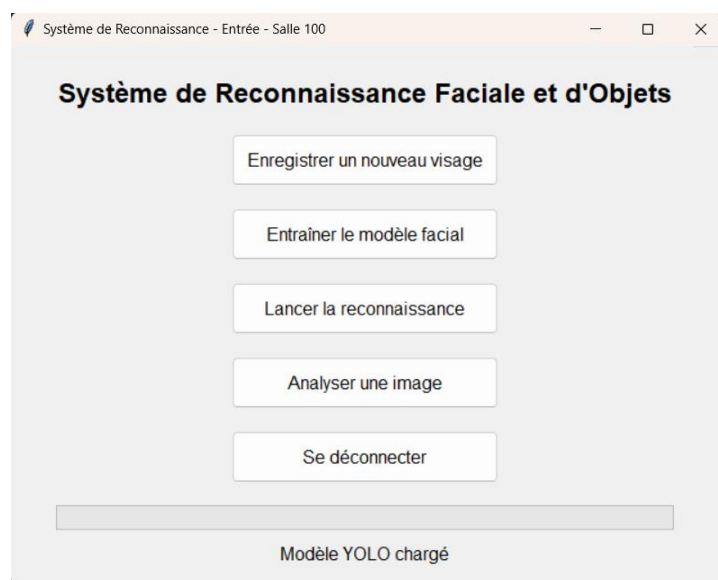 Système de Reconnaissance - Entrée - Salle 100
Système de Reconnaissance Faciale et d'Objets
Enregistrer un nouveau visage
Entraîner le modèle facial
Lancer la reconnaissance
Analyser une image
Se déconnecter
Modèle YOLO chargé